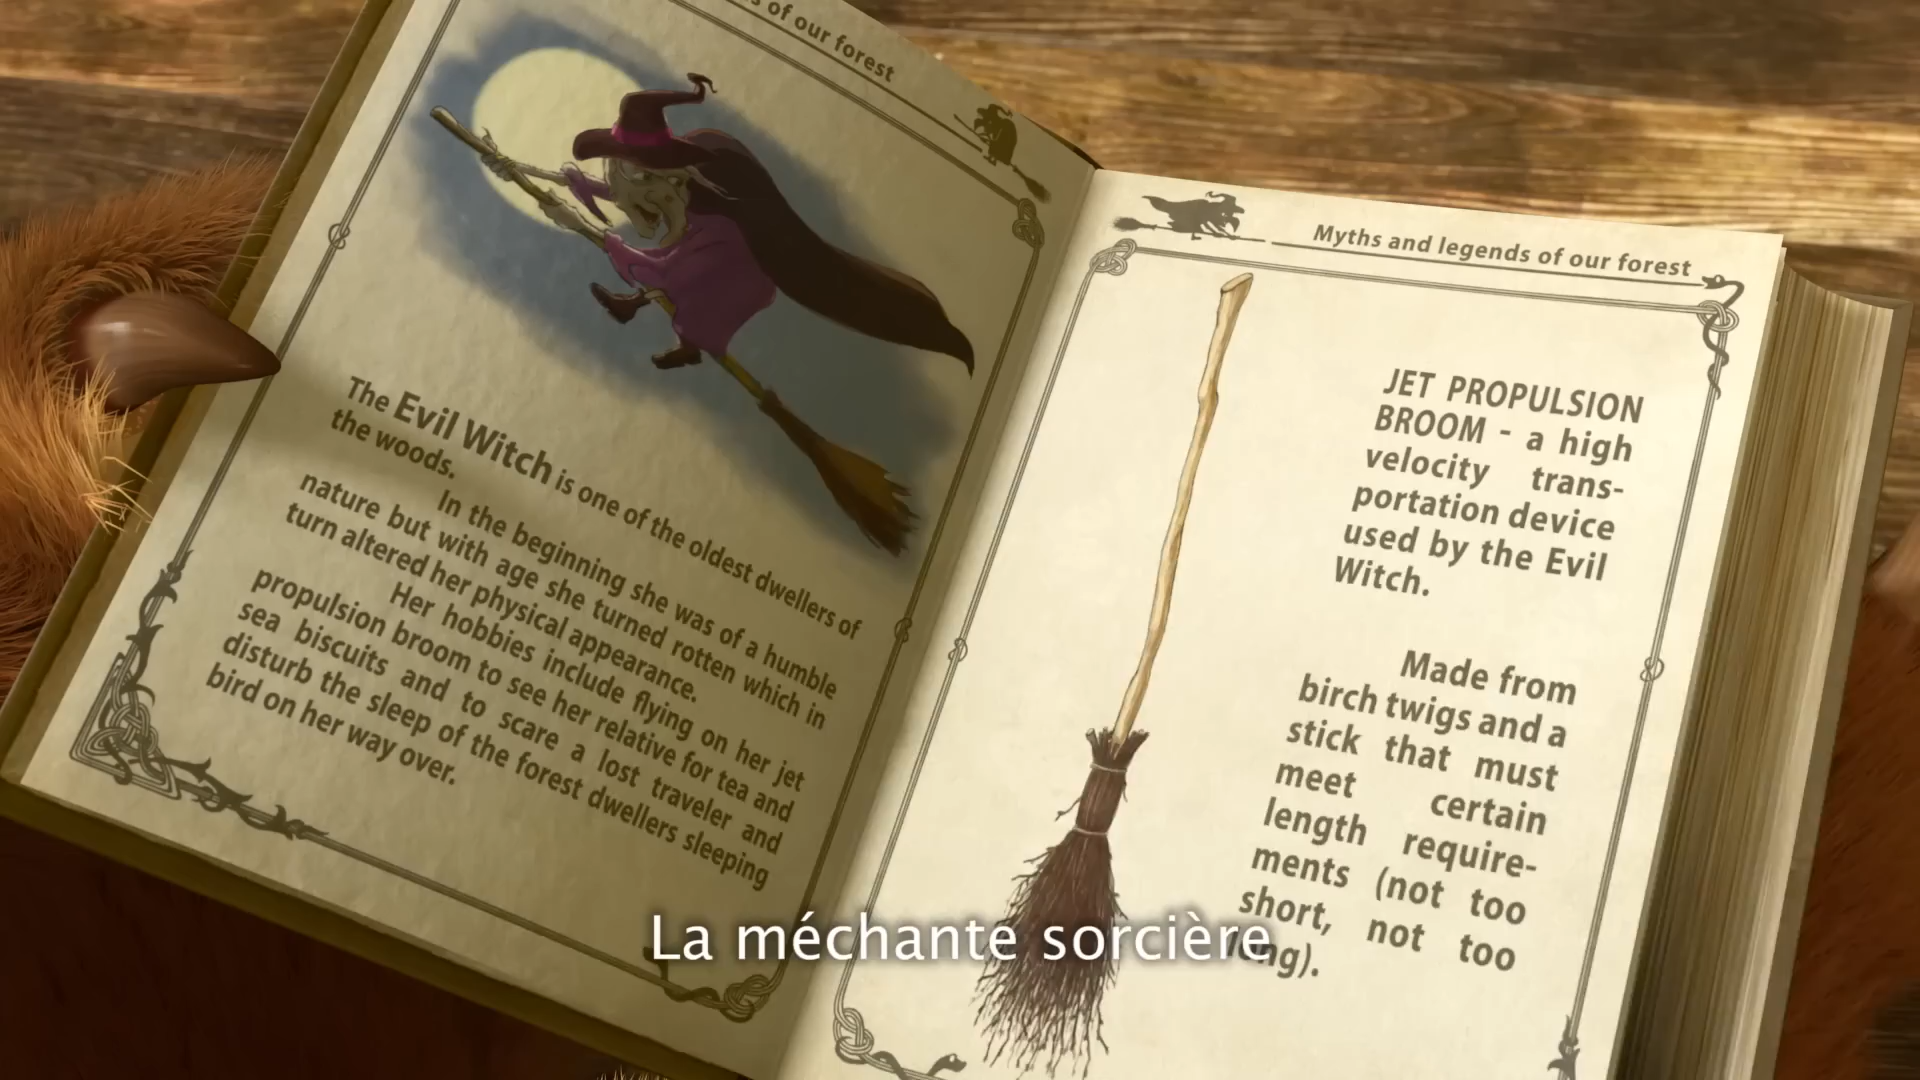 s of our forest
The Evil Witch is one of the oldest dwellers of
the woods.
In the beginning she was of a humble
nature but with age she turned rotten which in
turn altered her physical appearance.
Her hobbies include flying on her jet
propulsion broom to see her relative for tea and
sea biscuits and to scare a lost traveler and
disturb the sleep of the forest dwellers sleeping
bird on her way over.
Myths and legends of our forest
JET PROPULSION
BROOM - a high
velocity trans-
portation device
used by the Evil
Witch.
Made from
birch twigs and a
stick that must
meet certain
length require-
ments (not too
short, not too
long).
La méchante sorcière